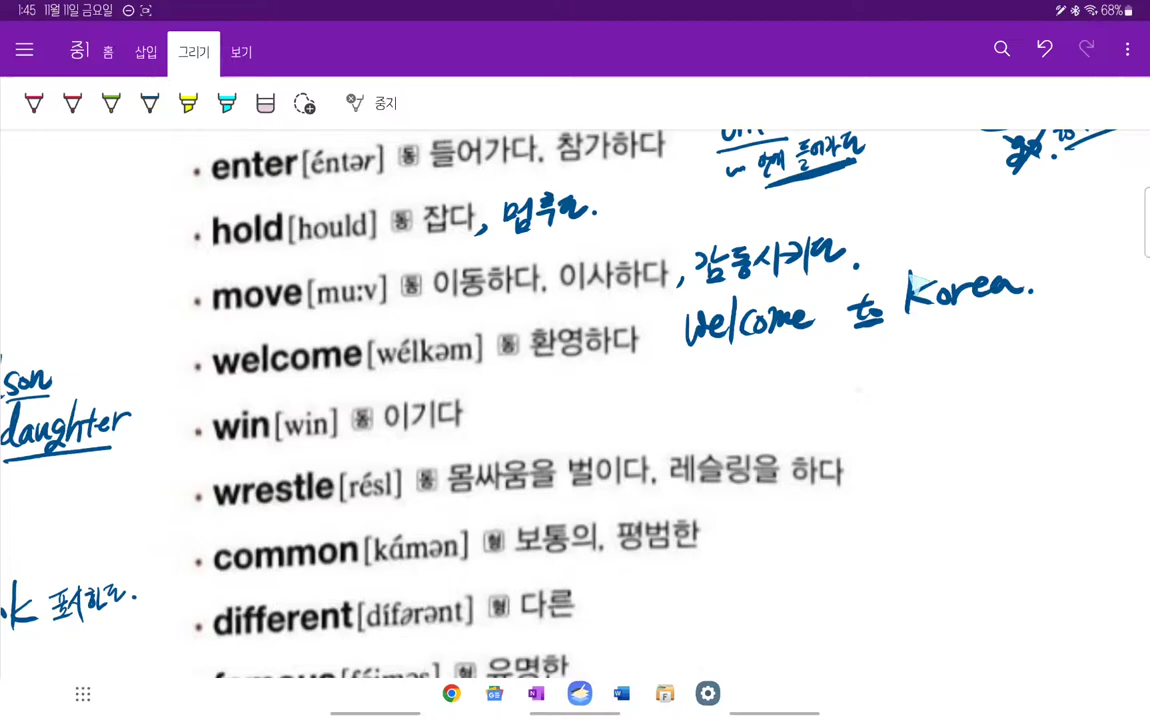 1:45 11월 11일 금요일
68%
중1 홈 삽입 그리기 보기
중지
enter[éntər] 동 들어가다, 참가하다
언제 들어가다
hold[hould] 동 잡다, 멈추다.
move[mu:v] 동 이동하다, 이사하다, 감동시키다.
Welcome to Korea.
welcome[wélkəm] 동 환영하다
son
daughter
win[win] 동 이기다
wrestle[résl] 동 몸싸움을 벌이다, 레슬링을 하다
common[kɑ́mən] 형 보통의, 평범한
different[dífərənt] 형 다른
famous[féiməs] 형 유명한